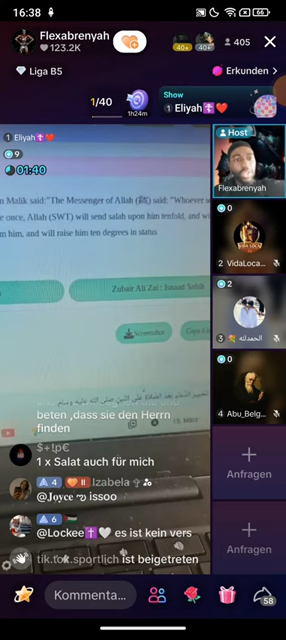 16:38
66
Flexabrenyah
123.2K
40+
40+
405
Liga B5
Erkunden >
1/40
1h24m
Show
1 Eliyah✝️❤️
1 Eliyah✝️❤️
9
01:40
Host
Flexabrenyah
n Malik said:"The Messenger of Allah (ﷺ) said: "Whoever s
e once, Allah (SWT) will send salah upon him tenfold, and wi
m him, and will raise him ten degrees in status
0
2 VidaLoca...
Zubair Ali Zai : Isnaad Sahih
Screenshot
2
3 الحمدلله
0
4 Abu_Belg...
beten ,dass sie den Herrn
finden
$+!p€
1 x Salat auch für mich
4 II Izabela
@Joyce issoo
6
@Lockee✝️🤍 es ist kein vers
tik.tok.sportlich ist beigetreten
+
Anfragen
+
Anfragen
Kommenta...
58